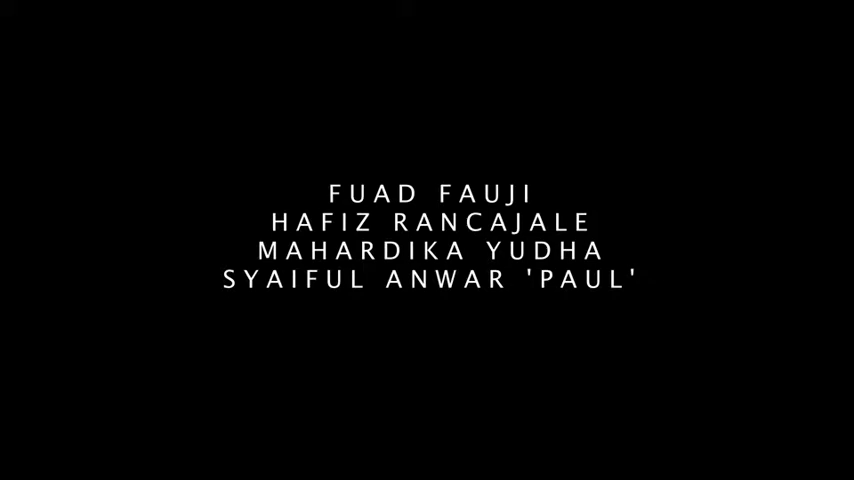 FUAD FAUJI
HAFIZ RANCAJALE
MAHARDIKA YUDHA
SYAIFUL ANWAR 'PAUL'